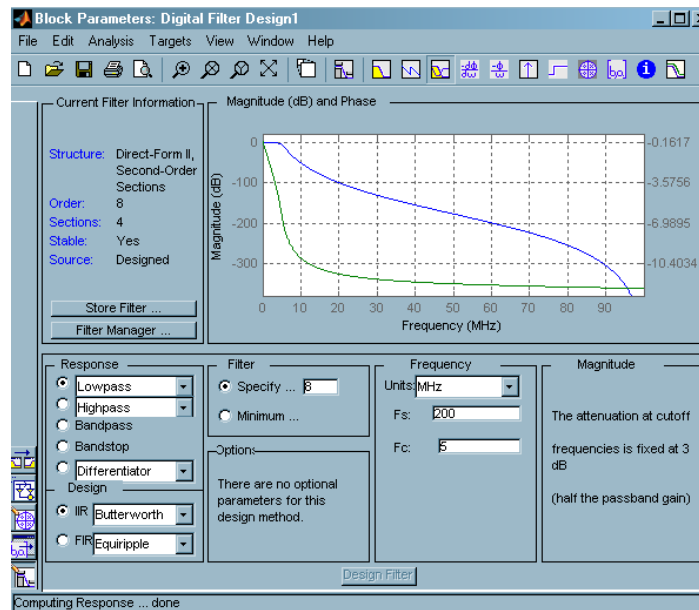 Block Parameters: Digital Filter Design1
File Edit Analysis Targets View Window Help
Current Filter Information
Structure: Direct-Form II,
Second-Order
Sections
Order: 8
Sections: 4
Stable: Yes
Source: Designed
Store Filter ...
Filter Manager ...
Magnitude (dB) and Phase
Magnitude (dB)
0
-100
-200
-300
-0.1617
-3.5756
-6.9895
-10.4034
0 10 20 30 40 50 60 70 80 90
Frequency (MHz)
Response
Lowpass
Highpass
Bandpass
Bandstop
Differentiator
Design
IIR Butterworth
FIR Equiripple
Filter
Specify ... 8
Minimum ...
Options
There are no optional
parameters for this
design method.
Frequency
Units: MHz
Fs: 200
Fc: 5
Magnitude
The attenuation at cutoff
frequencies is fixed at 3
dB
(half the passband gain)
Design Filter
Computing Response ... done